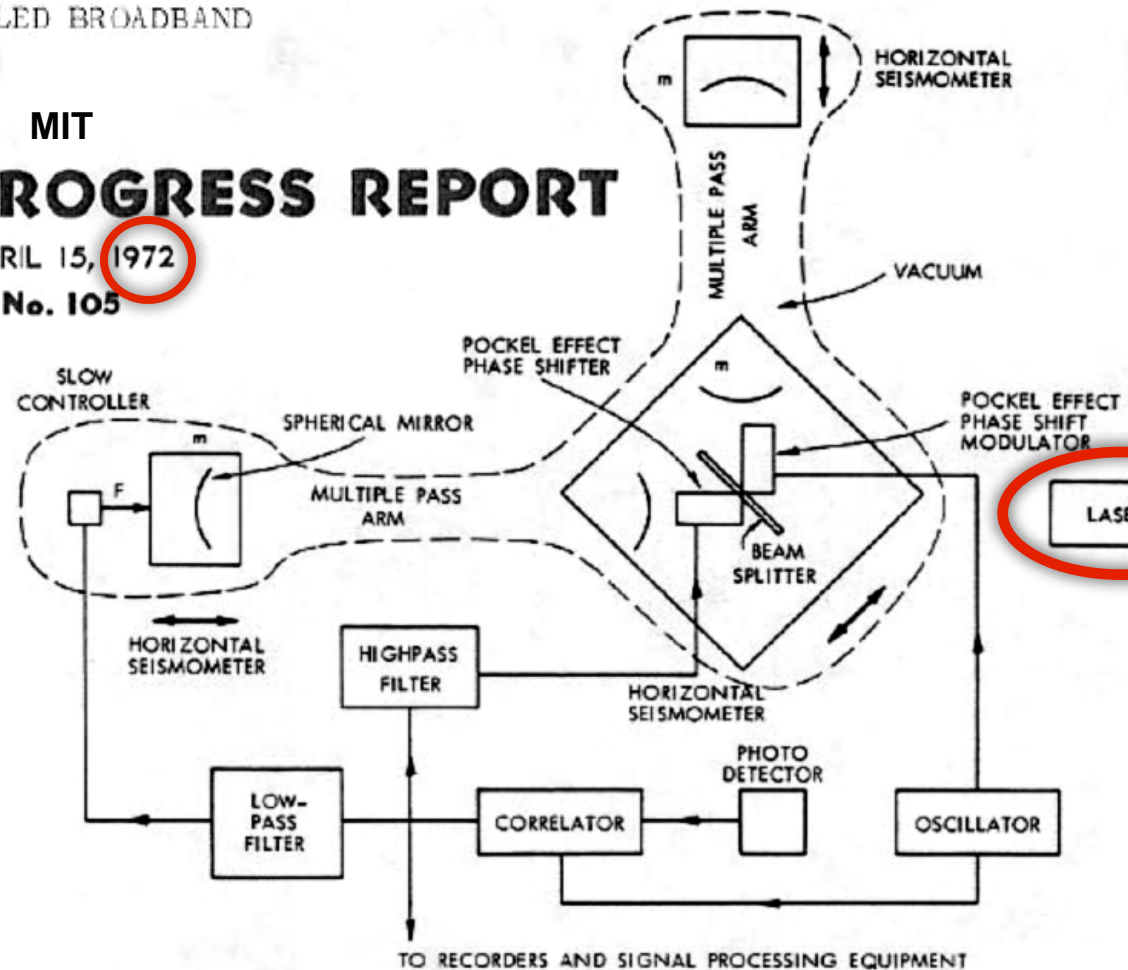 LED BROADBAND
MIT
ROGRESS REPORT
RIL 15, 1972
No. 105
HORIZONTAL
SEISMOMETER
m
MULTIPLE PASS
ARM
VACUUM
POCKEL EFFECT
PHASE SHIFTER
m
SLOW
CONTROLLER
POCKEL EFFECT
PHASE SHIFT
MODULATOR
SPHERICAL MIRROR
m
F
MULTIPLE PASS
ARM
LASE
BEAM
SPLITTER
HORIZONTAL
SEISMOMETER
HIGHPASS
FILTER
HORIZONTAL
SEISMOMETER
PHOTO
DETECTOR
LOW-
PASS
FILTER
CORRELATOR
OSCILLATOR
TO RECORDERS AND SIGNAL PROCESSING EQUIPMENT